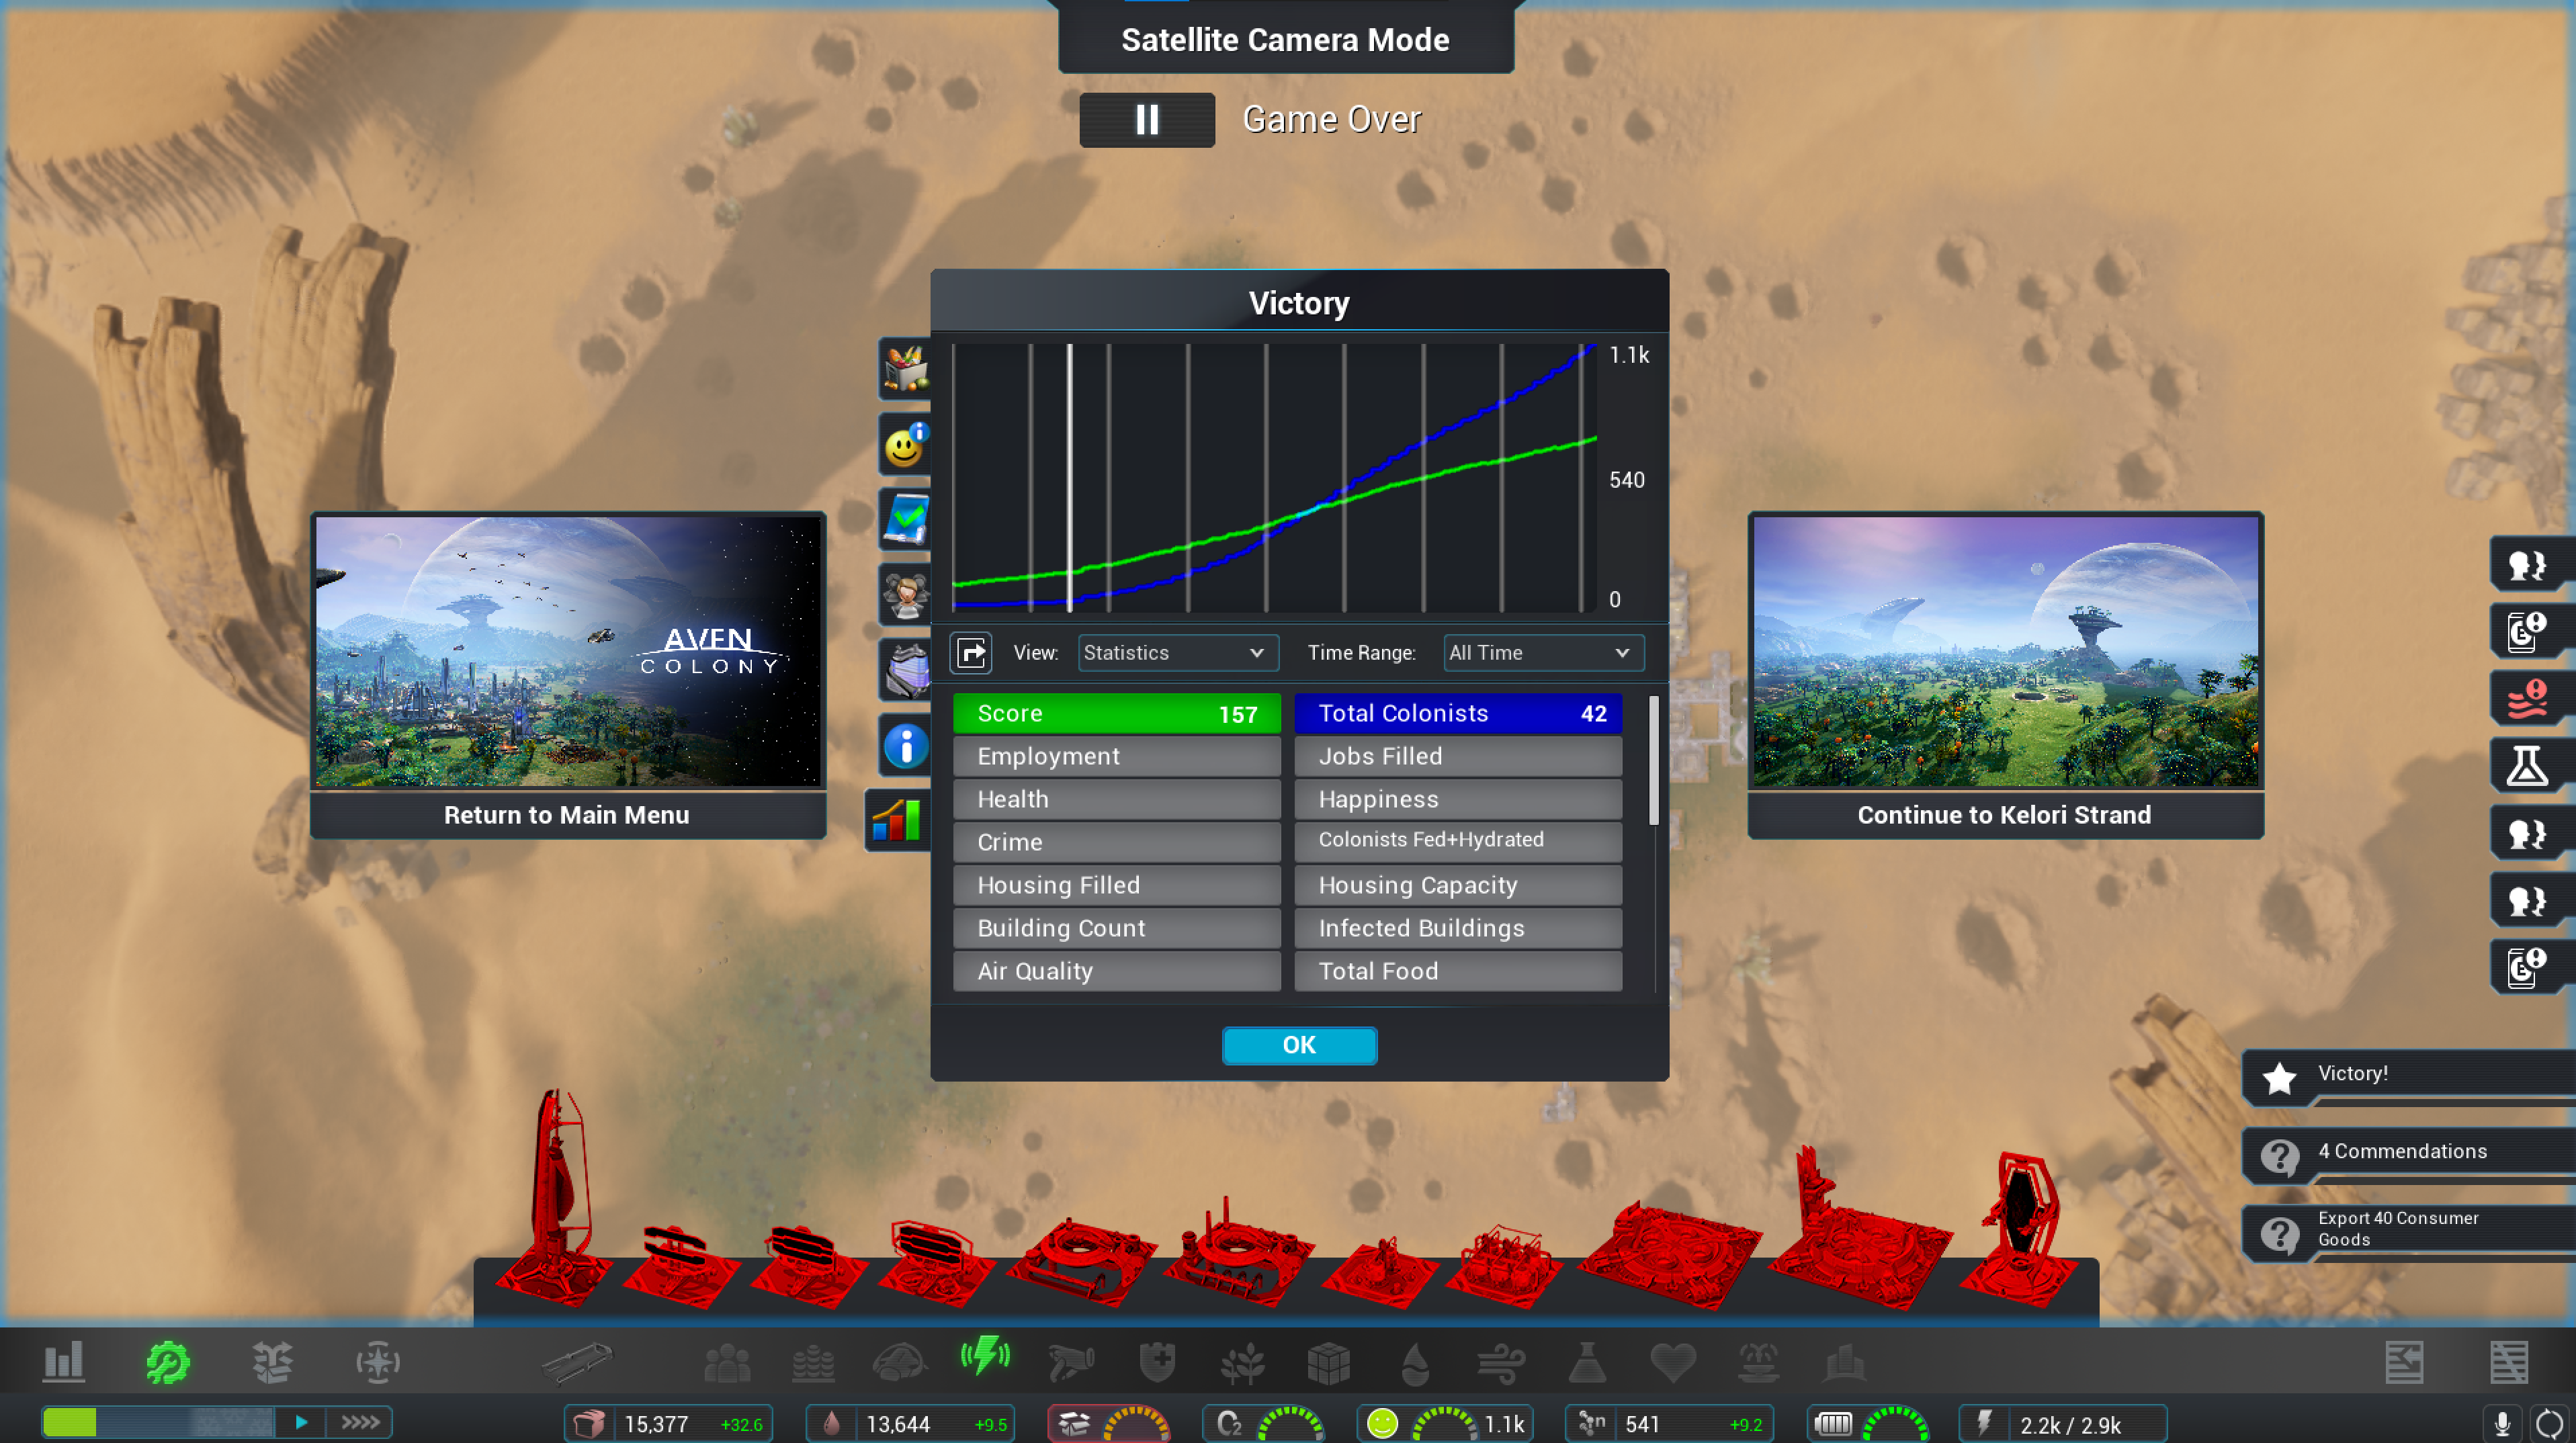 Satellite Camera Mode
Game Over
Victory
1.1k
540
0
View: Statistics Time Range: All Time
Score 157 Total Colonists 42
Employment Jobs Filled
Health Happiness
Crime Colonists Fed+Hydrated
Housing Filled Housing Capacity
Building Count Infected Buildings
Air Quality Total Food
OK
AVEN
COLONY
Return to Main Menu
Continue to Kelori Strand
Victory!
4 Commendations
Export 40 Consumer
Goods
15,377 +32.6 13,644 +9.5 O2 1.1k n 541 +9.2 2.2k / 2.9k